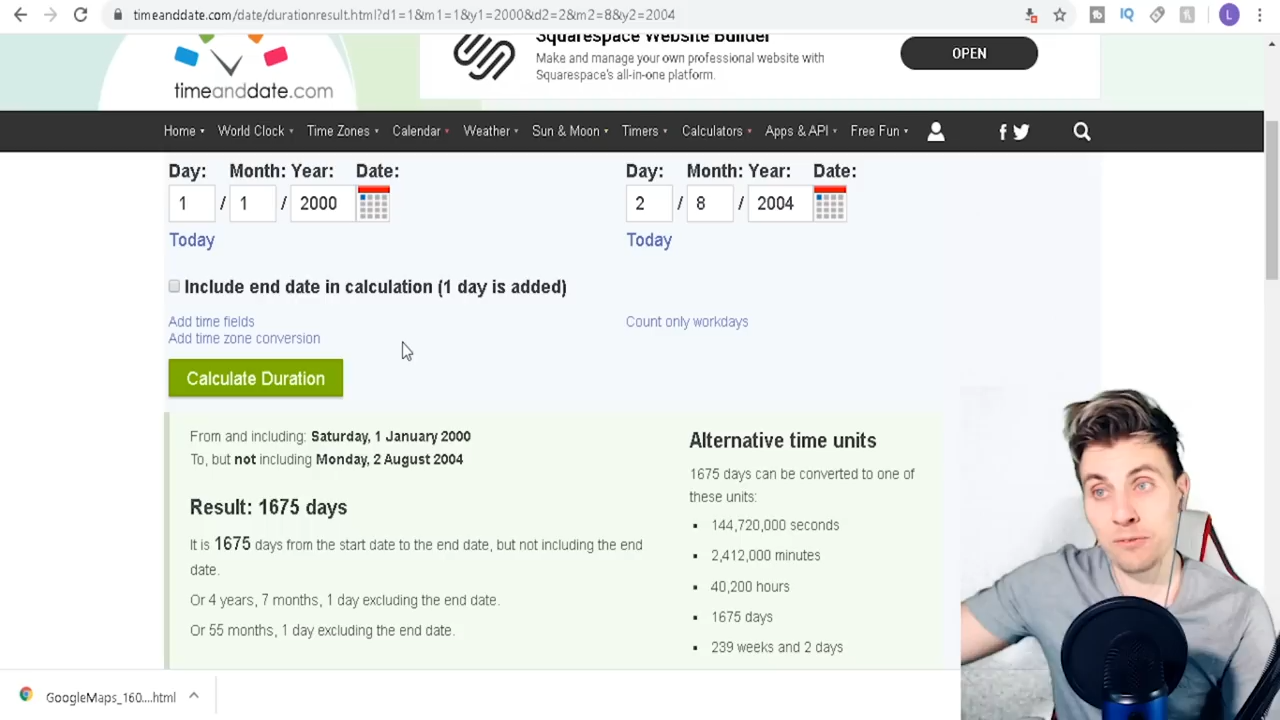 timeanddate.com/date/durationresult.html?d1=1&m1=1&y1=2000&d2=2&m2=8&y2=2004
L
Squarespace Website Builder
Make and manage your own professional website with
Squarespace's all-in-one platform.
OPEN
timeanddate.com
Home World Clock Time Zones Calendar Weather Sun & Moon Timers Calculators Apps & API Free Fun
Day: Month: Year: Date:
1 / 1 / 2000
Today
Day: Month: Year: Date:
2 / 8 / 2004
Today
Include end date in calculation (1 day is added)
Add time fields
Add time zone conversion
Count only workdays
Calculate Duration
From and including: Saturday, 1 January 2000
To, but not including Monday, 2 August 2004
Result: 1675 days
It is 1675 days from the start date to the end date, but not including the end
date.
Or 4 years, 7 months, 1 day excluding the end date.
Or 55 months, 1 day excluding the end date.
Alternative time units
1675 days can be converted to one of
these units:
144,720,000 seconds
2,412,000 minutes
40,200 hours
1675 days
239 weeks and 2 days
GoogleMaps_160....html